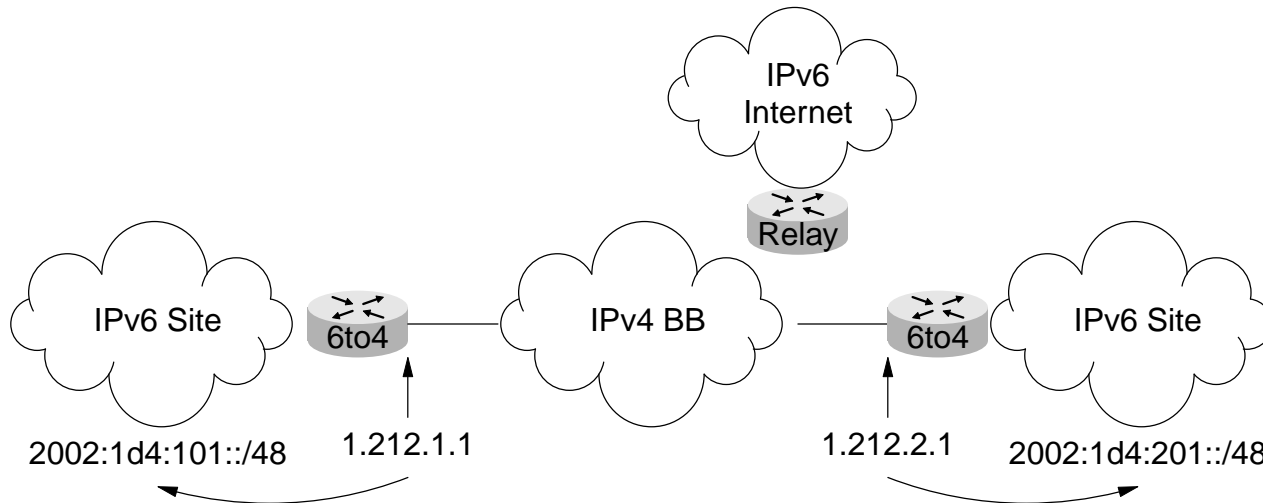 IPv6
Internet
Relay
IPv6 Site
6to4
IPv4 BB
6to4
IPv6 Site
2002:1d4:101::/48
1.212.1.1
1.212.2.1
2002:1d4:201::/48